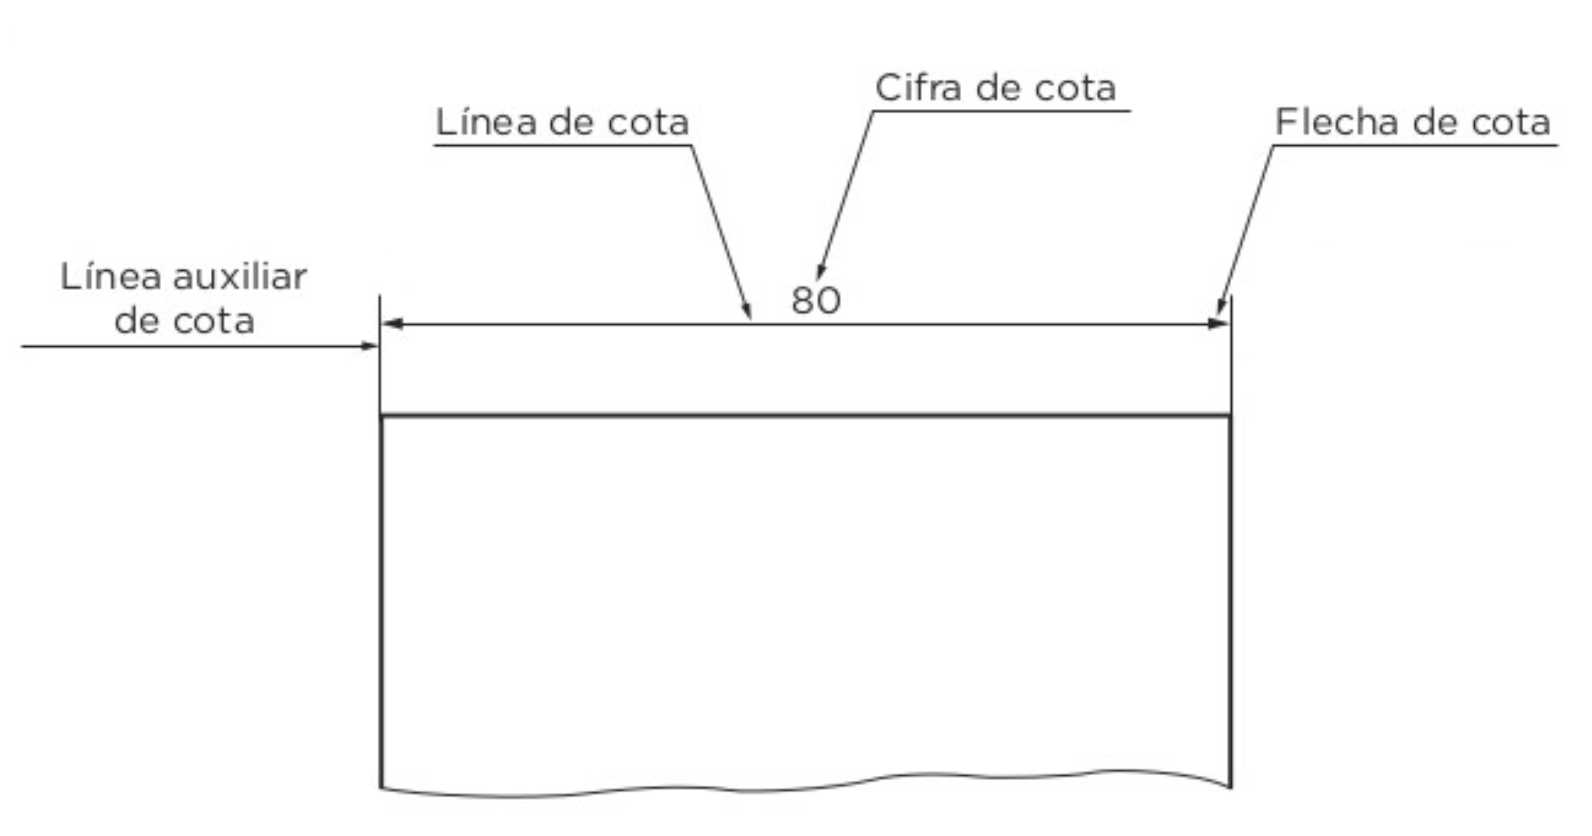 Cifra de cota
Línea de cota
Flecha de cota
Línea auxiliar
de cota
80